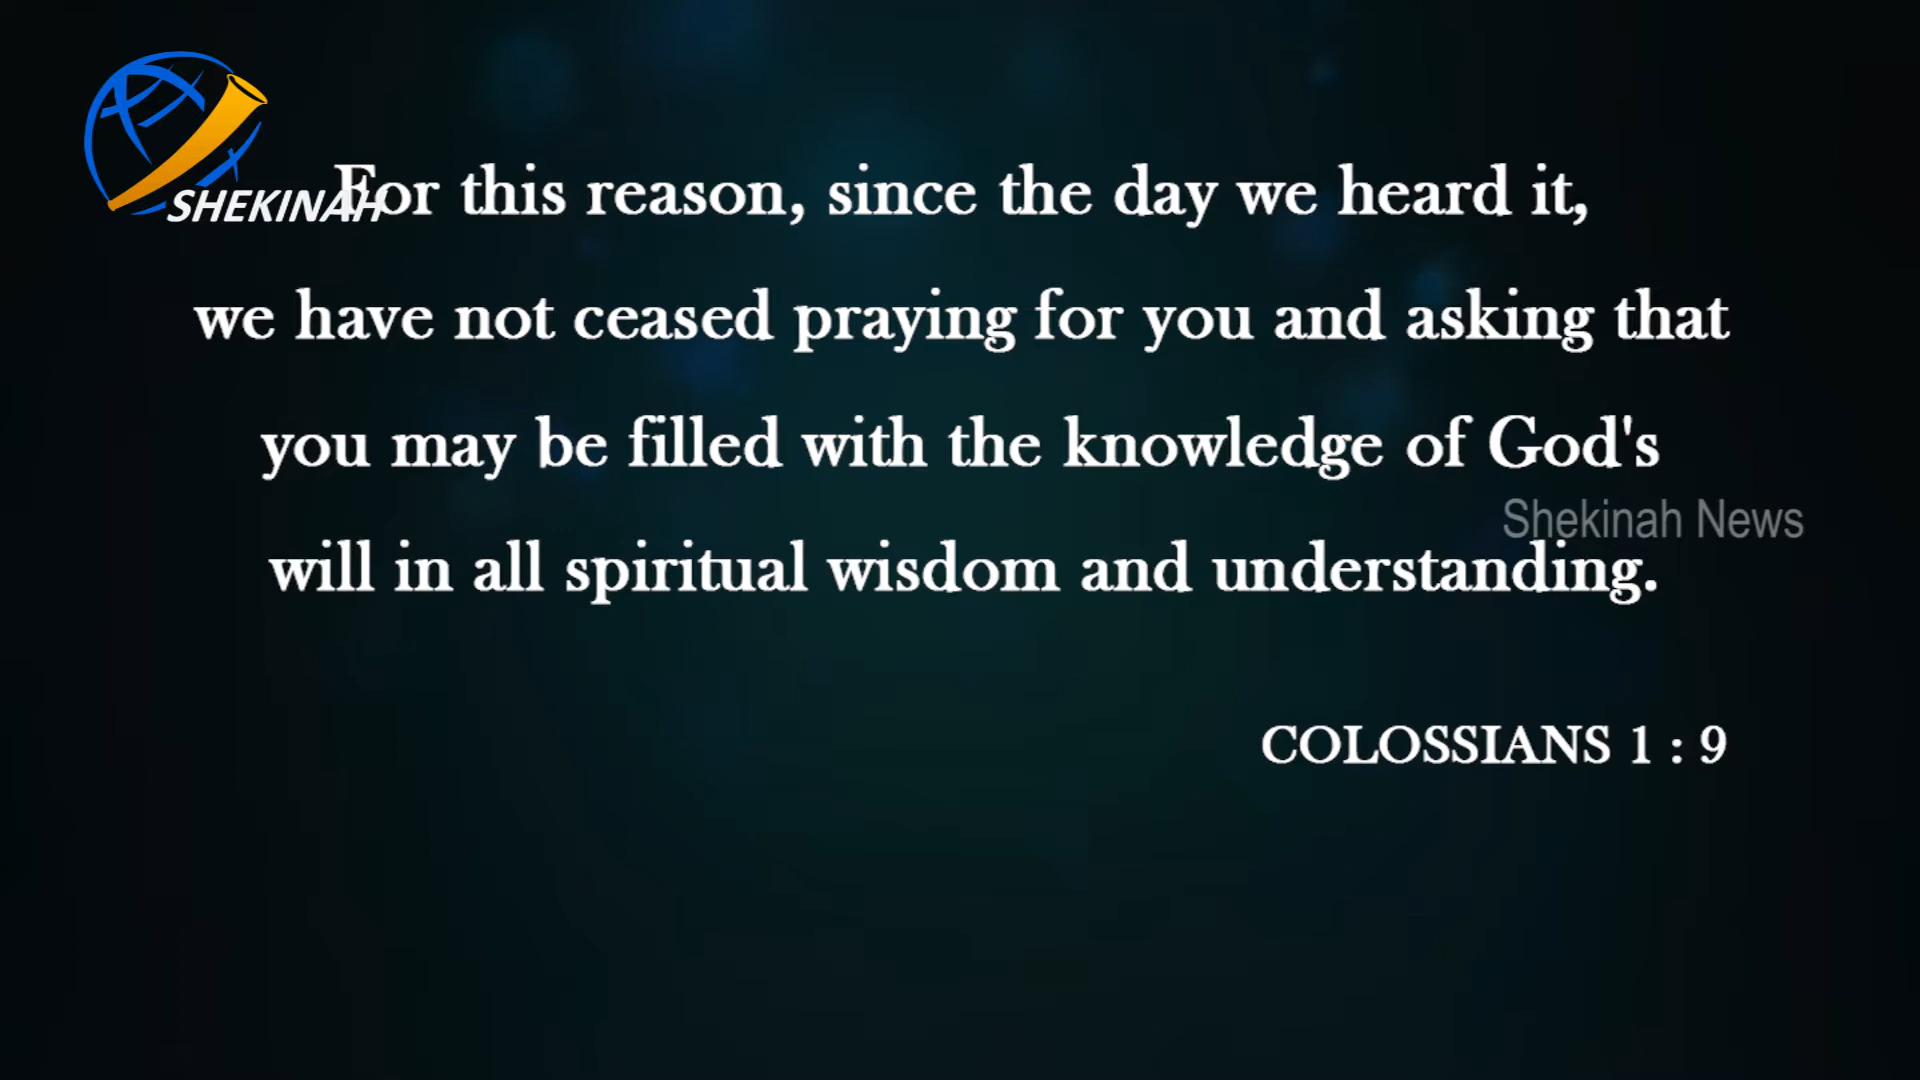 SHEKINAH
For this reason, since the day we heard it,
we have not ceased praying for you and asking that
you may be filled with the knowledge of God's
Shekinah News
will in all spiritual wisdom and understanding.
COLOSSIANS 1 : 9